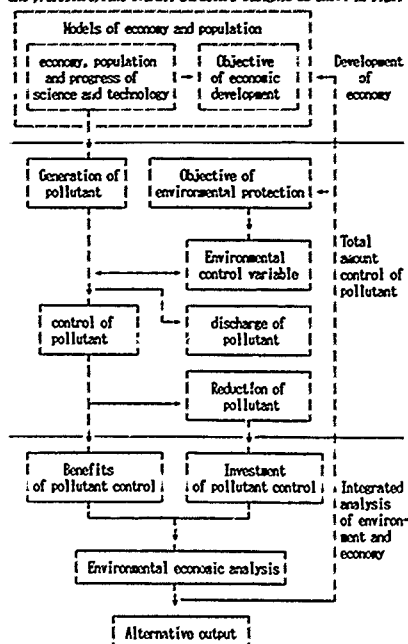 Models of economy and population
economy, population
and progress of
science and technology
Objective
of economic
development
Development
of
economy
Generation of
pollutant
Objective of
environmental protection
Environmental
control variable
Total
amount
control of
pollutant
control of
pollutant
discharge of
pollutant
Reduction of
pollutant
Benefits
of pollutant control
Investment
of pollutant control
Integrated
analysis
of environ-
ment and
economy
Environmental economic analysis
Alternative output